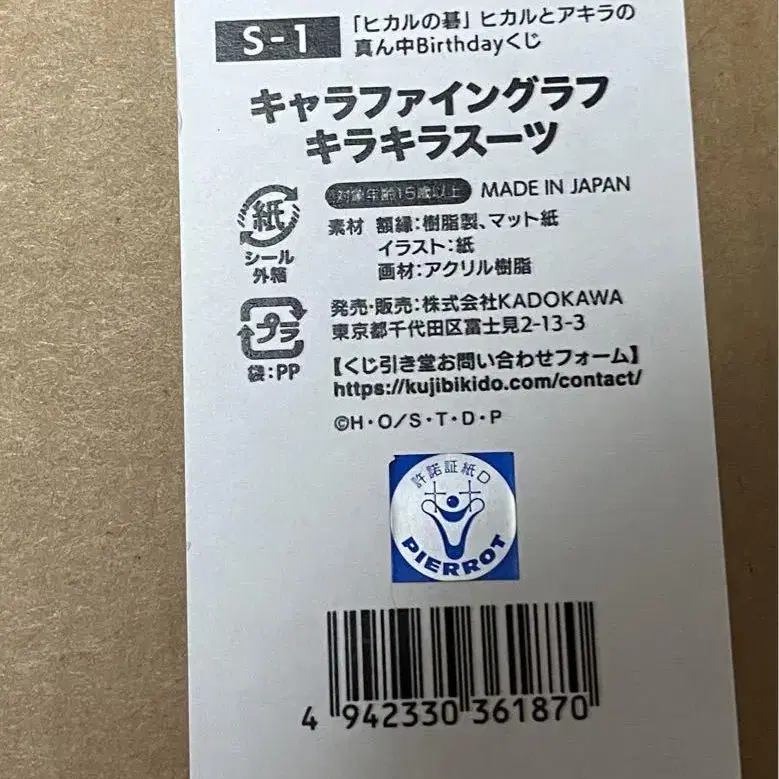 S-1
「ヒカルの碁」ヒカルとアキラの
真ん中Birthdayくじ
キャラファイングラフ
キラキラスーツ
対象年齢15歳以上 MADE IN JAPAN
紙
シール
外箱
素材 額縁:樹脂製、マット紙
イラスト:紙
画材:アクリル樹脂
プラ
袋:PP
発売・販売:株式会社KADOKAWA
東京都千代田区富士見2-13-3
【くじ引き堂お問い合わせフォーム】
https://kujibikido.com/contact/
©H・O/S・T・D・P
許諾証紙D
PIERROT
4 942330 361870